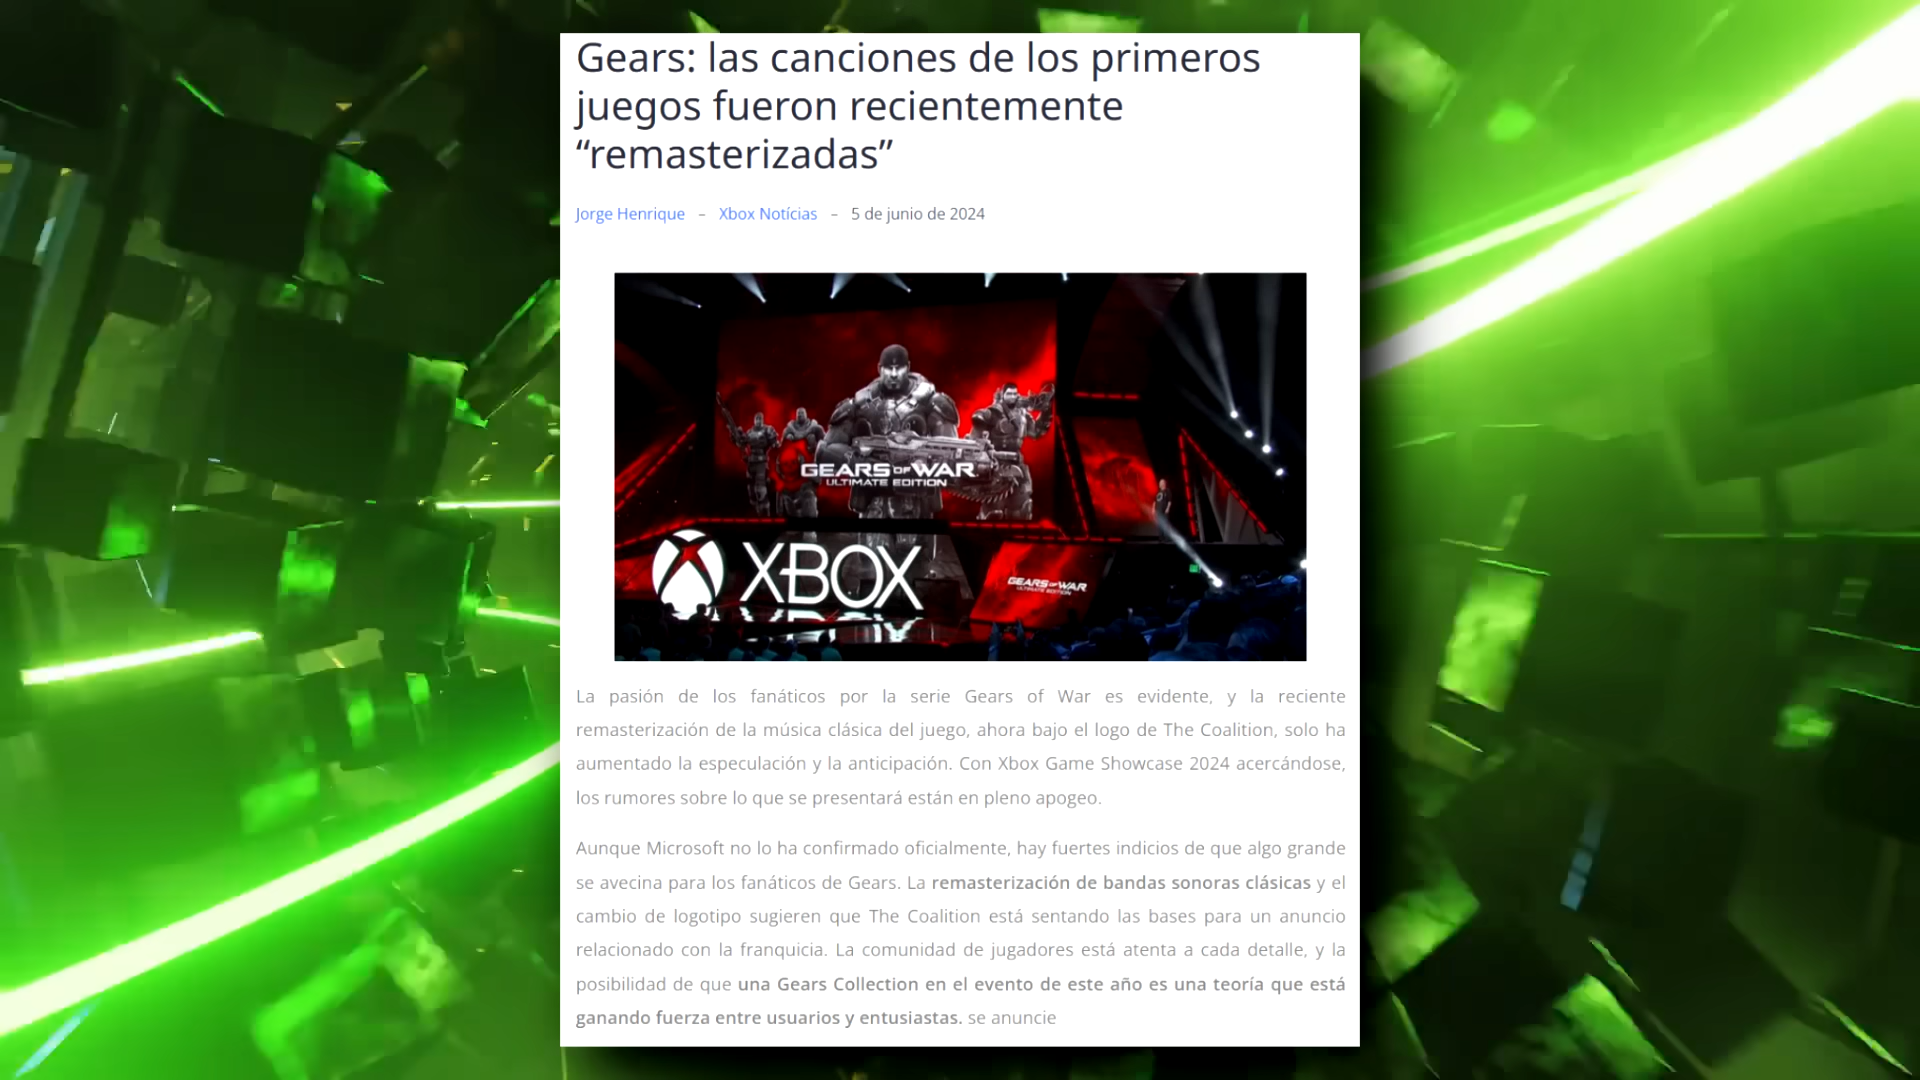 Gears: las canciones de los primeros
juegos fueron recientemente
“remasterizadas”
Jorge Henrique – Xbox Notícias – 5 de junio de 2024
GEARS OF WAR
ULTIMATE EDITION
XBOX
GEARS OF WAR
ULTIMATE EDITION
La pasión de los fanáticos por la serie Gears of War es evidente, y la reciente
remasterización de la música clásica del juego, ahora bajo el logo de The Coalition, solo ha
aumentado la especulación y la anticipación. Con Xbox Game Showcase 2024 acercándose,
los rumores sobre lo que se presentará están en pleno apogeo.
Aunque Microsoft no lo ha confirmado oficialmente, hay fuertes indicios de que algo grande
se avecina para los fanáticos de Gears. La remasterización de bandas sonoras clásicas y el
cambio de logotipo sugieren que The Coalition está sentando las bases para un anuncio
relacionado con la franquicia. La comunidad de jugadores está atenta a cada detalle, y la
posibilidad de que una Gears Collection en el evento de este año es una teoría que está
ganando fuerza entre usuarios y entusiastas. se anuncie